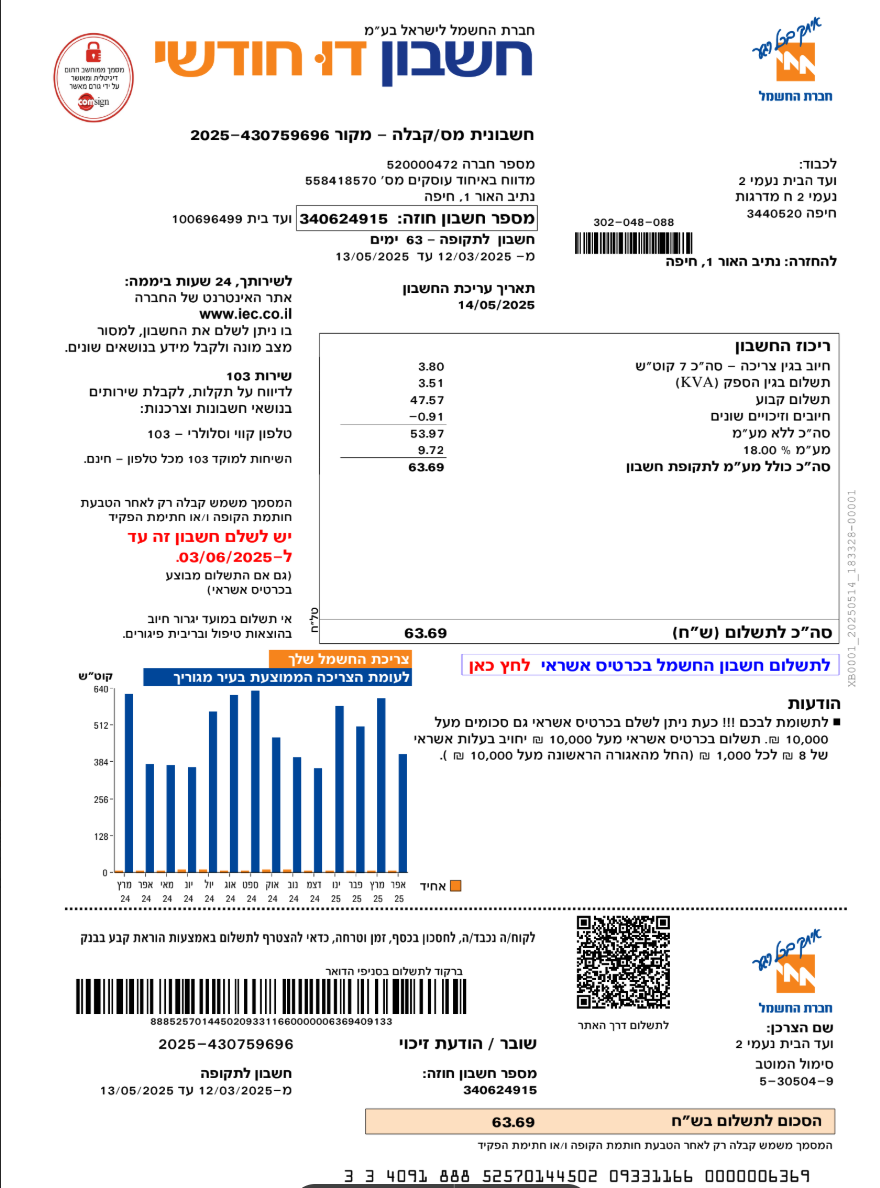 חברת החשמל לישראל בע״מ
חשבון דו חודשי
מסמך ממוחשב חתום
דיגיטלית ומאושר
על ידי גורם מאשר
comsign
חברת החשמל
חשבונית מס/קבלה – מקור 2025–430759696
לכבוד:
ועד הבית נעמי 2
נעמי 2 ח מדרגות
חיפה 3440520
302-048-088
להחזרה: נתיב האור 1, חיפה
מספר חברה 520000472
מדווח באיחוד עוסקים מס׳ 558418570
נתיב האור 1, חיפה
מספר חשבון חוזה: 340624915 ועד בית 100696499
חשבון לתקופה – 63 ימים
מ– 12/03/2025 עד 13/05/2025
תאריך עריכת החשבון
14/05/2025
לשירותך, 24 שעות ביממה:
אתר האינטרנט של החברה
www.iec.co.il
בו ניתן לשלם את החשבון, למסור
מצב מונה ולקבל מידע בנושאים שונים.
שירות 103
לדיווח על תקלות, לקבלת שירותים
בנושאי חשבונות וצרכנות:
טלפון קווי וסלולרי – 103
השיחות למוקד 103 מכל טלפון – חינם.
המסמך משמש קבלה רק לאחר הטבעת
חותמת הקופה ו/או חתימת הפקיד
יש לשלם חשבון זה עד
ל–03/06/2025.
(גם אם התשלום מבוצע
בכרטיס אשראי)
אי תשלום במועד יגרור חיוב
בהוצאות טיפול ובריבית פיגורים.
ריכוז החשבון
חיוב בגין צריכה – סה״כ 7 קוט״ש 3.80
תשלום בגין הספק (KVA) 3.51
תשלום קבוע 47.57
חיובים וזיכויים שונים –0.91
סה״כ ללא מע״מ 53.97
מע״מ % 18.00 9.72
סה״כ כולל מע״מ לתקופת חשבון 63.69
סה״כ לתשלום (ש״ח) 63.69
טל״ח
XB0001_20250514_183328-00001
לתשלום חשבון החשמל בכרטיס אשראי לחץ כאן
הודעות
■ לתשומת לבכם !!! כעת ניתן לשלם בכרטיס אשראי גם סכומים מעל
10,000 ₪. תשלום בכרטיס אשראי מעל 10,000 ₪ יחויב בעלות אשראי
של 8 ₪ לכל 1,000 ₪ (החל מהאגורה הראשונה מעל 10,000 ₪ ).
צריכת החשמל שלך
לעומת הצריכה הממוצעת בעיר מגוריך
קוט״ש
640
512
384
256
128
0
מרץ אפר מאי יונ יול אוג ספט אוק נוב דצמ ינו פבר מרץ אפר
24 24 24 24 24 24 24 24 24 24 25 25 25 25
אחיד
לקוח/ה נכבד/ה, לחסכון בכסף, זמן וטרחה, כדאי להצטרף לתשלום באמצעות הוראת קבע בבנק
ברקוד לתשלום בסניפי הדואר
88852570144502093311660000006369409133
לתשלום דרך האתר
חברת החשמל
שם הצרכן:
ועד הבית נעמי 2
סימול המוטב
5–30504–9
שובר / הודעת זיכוי 2025–430759696
מספר חשבון חוזה:
340624915
חשבון לתקופה
מ–12/03/2025 עד 13/05/2025
הסכום לתשלום בש״ח 63.69
המסמך משמש קבלה רק לאחר הטבעת חותמת הקופה ו/או חתימת הפקיד
3 3 4091 888 52570144502 09331166 0000006369